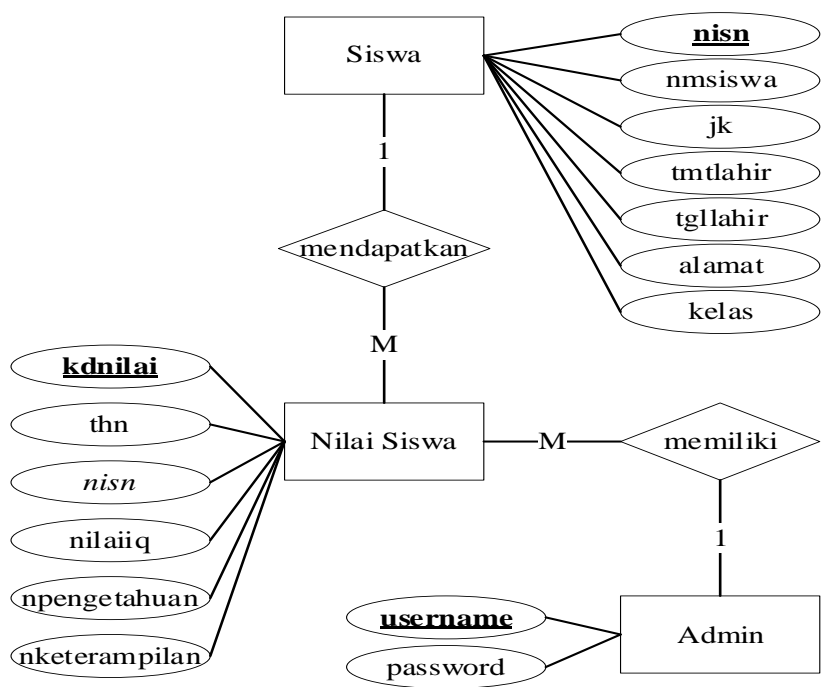 Siswa
nisn
nmsiswa
jk
tmtlahir
tgllahir
alamat
kelas
1
mendapatkan
M
kdnilai
thn
nisn
nilaiiq
npengetahuan
nketerampilan
Nilai Siswa
M
memiliki
1
username
password
Admin